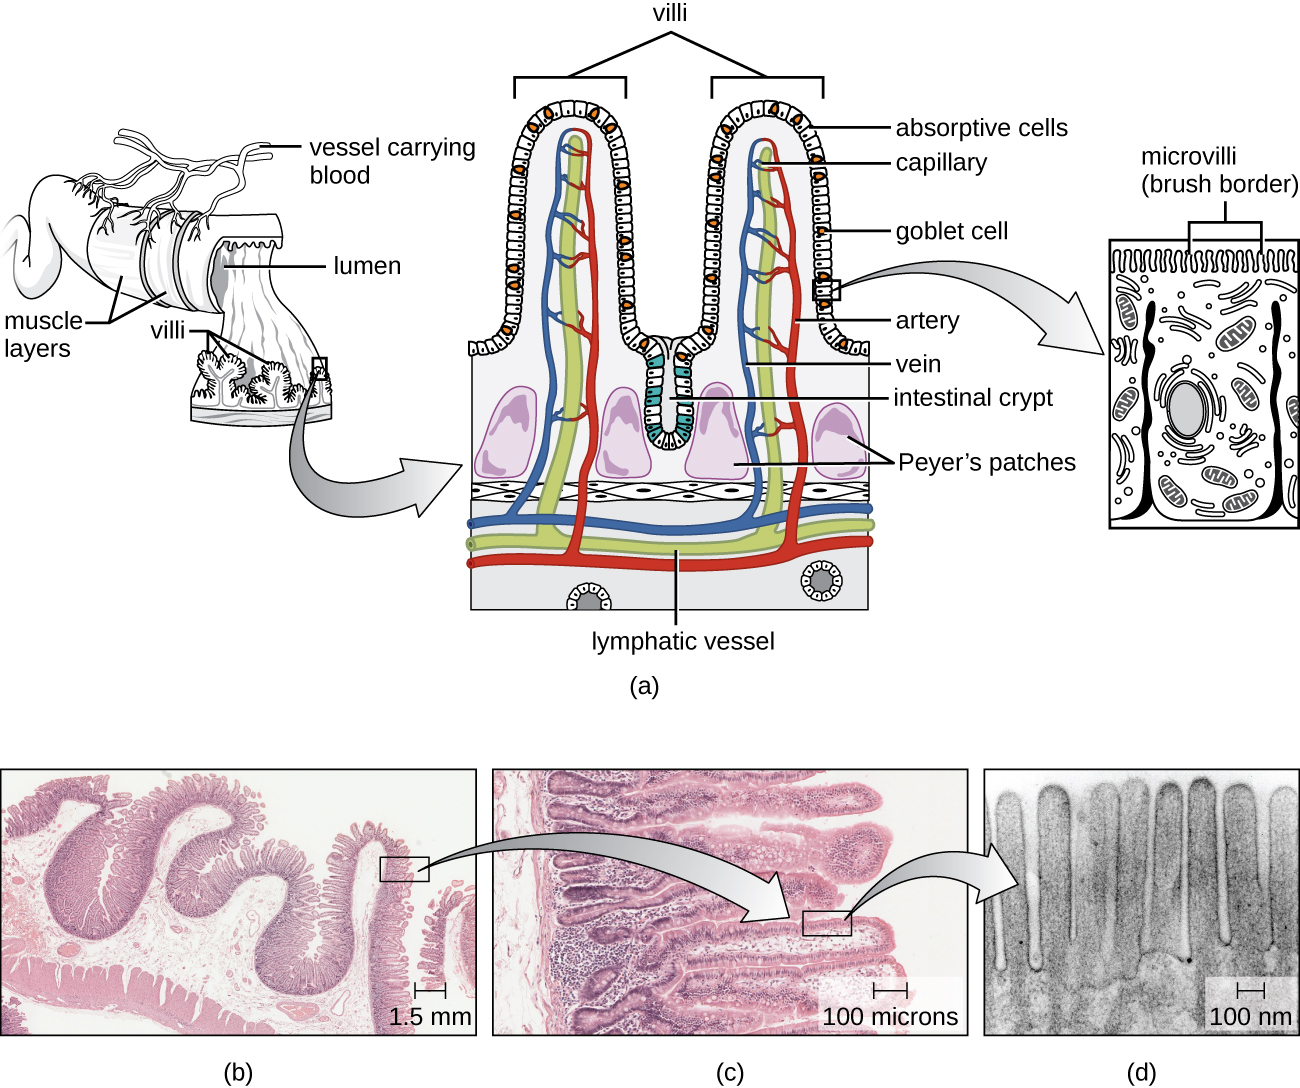 villi
vessel carrying
blood
lumen
muscle
layers
villi
absorptive cells
capillary
goblet cell
artery
vein
intestinal crypt
Peyer’s patches
lymphatic vessel
microvilli
(brush border)
(a)
1.5 mm
100 microns
100 nm
(b)
(c)
(d)